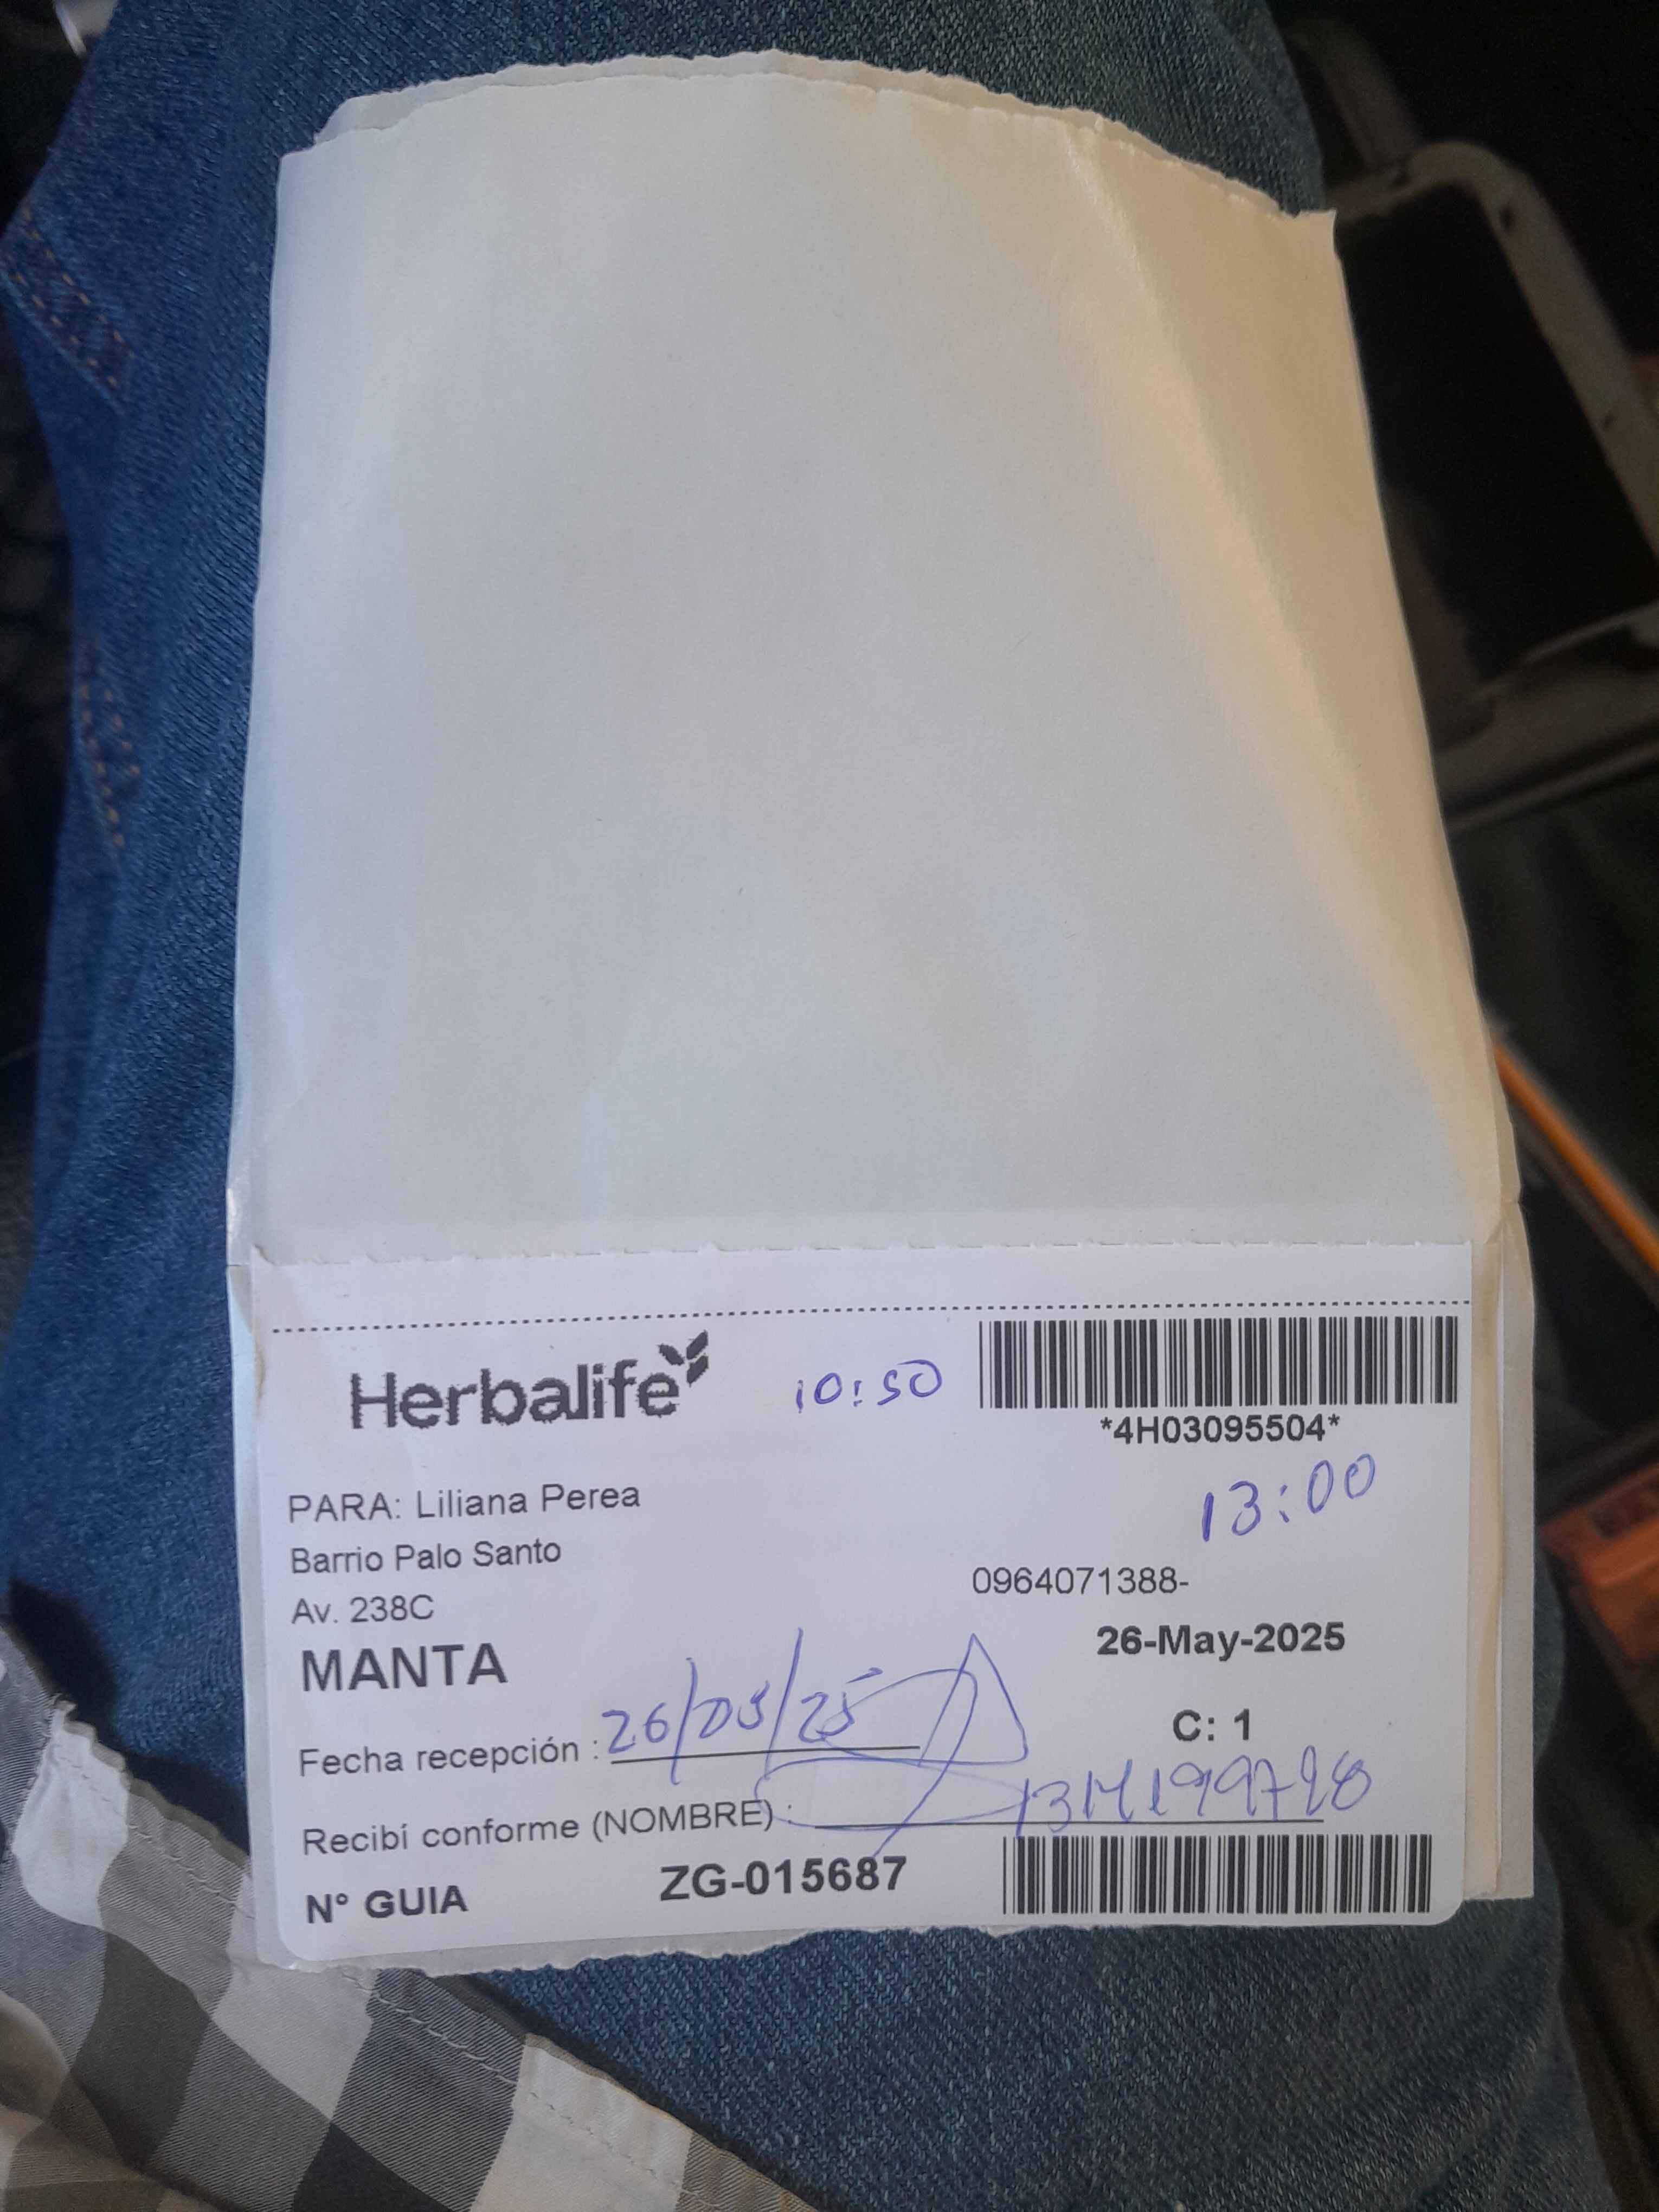 Herbalife
10:50
*4H03095504*
13:00
PARA: Liliana Perea
Barrio Palo Santo
0964071388-
Av. 238C
26-May-2025
MANTA
C: 1
Fecha recepción : 26/05/25
Recibí conforme (NOMBRE) :
N° GUIA ZG-015687